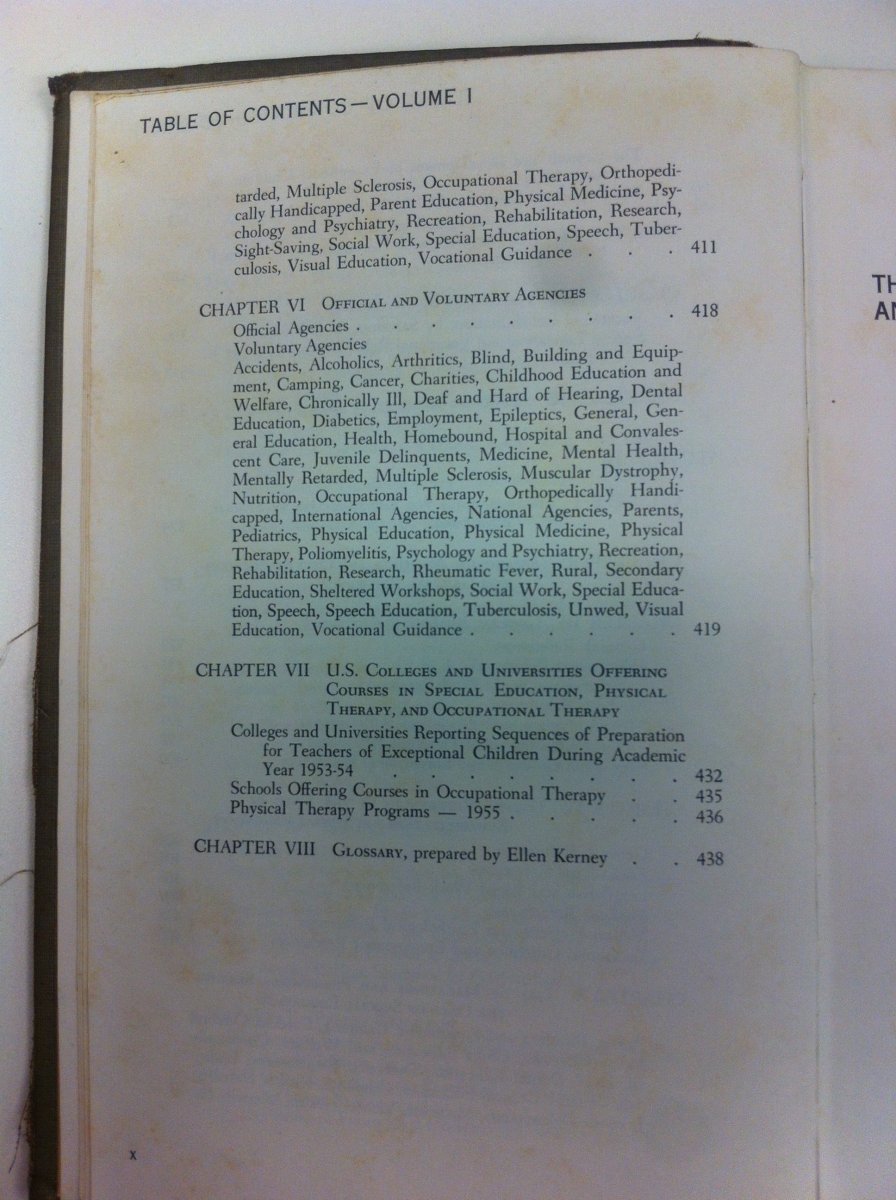 TABLE OF CONTENTS—VOLUME I
tarded, Multiple Sclerosis, Occupational Therapy, Orthopedi-
cally Handicapped, Parent Education, Physical Medicine, Psy-
chology and Psychiatry, Recreation, Rehabilitation, Research,
Sight-Saving, Social Work, Special Education, Speech, Tuber-
culosis, Visual Education, Vocational Guidance . . . 411
CHAPTER VI OFFICIAL AND VOLUNTARY AGENCIES
Official Agencies . . . . . . . . . 418
Voluntary Agencies
Accidents, Alcoholics, Arthritics, Blind, Building and Equip-
ment, Camping, Cancer, Charities, Childhood Education and
Welfare, Chronically Ill, Deaf and Hard of Hearing, Dental
Education, Diabetics, Employment, Epileptics, General, Gen-
eral Education, Health, Homebound, Hospital and Convales-
cent Care, Juvenile Delinquents, Medicine, Mental Health,
Mentally Retarded, Multiple Sclerosis, Muscular Dystrophy,
Nutrition, Occupational Therapy, Orthopedically Handi-
capped, International Agencies, National Agencies, Parents,
Pediatrics, Physical Education, Physical Medicine, Physical
Therapy, Poliomyelitis, Psychology and Psychiatry, Recreation,
Rehabilitation, Research, Rheumatic Fever, Rural, Secondary
Education, Sheltered Workshops, Social Work, Special Educa-
tion, Speech, Speech Education, Tuberculosis, Unwed, Visual
Education, Vocational Guidance . . . . . . 419
CHAPTER VII U.S. COLLEGES AND UNIVERSITIES OFFERING
COURSES IN SPECIAL EDUCATION, PHYSICAL
THERAPY, AND OCCUPATIONAL THERAPY
Colleges and Universities Reporting Sequences of Preparation
for Teachers of Exceptional Children During Academic
Year 1953-54 . . . . . . . . 432
Schools Offering Courses in Occupational Therapy . . 435
Physical Therapy Programs — 1955 . . . . . 436
CHAPTER VIII GLOSSARY, prepared by Ellen Kerney . . 438
x